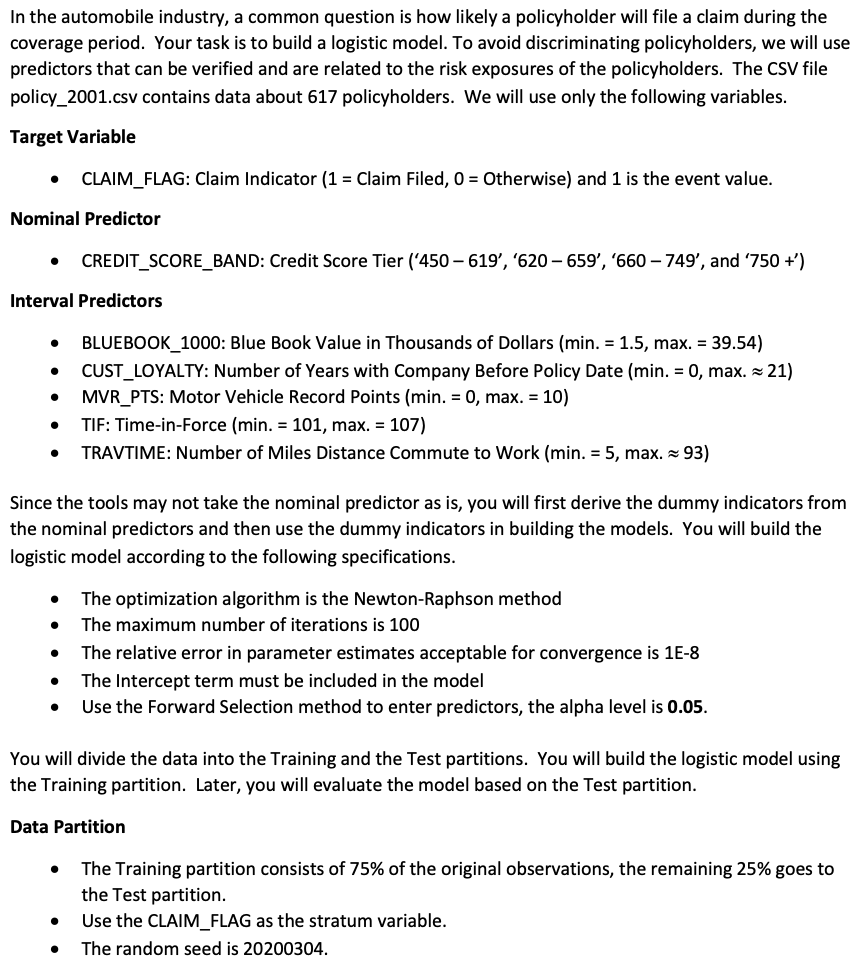 In the automobile industry, a common question is how likely a policyholder will file a claim during the
coverage period.  Your task is to build a logistic model. To avoid discriminating policyholders, we will use
predictors that can be verified and are related to the risk exposures of the policyholders.  The CSV file
policy_2001.csv contains data about 617 policyholders.  We will use only the following variables.
Target Variable
• CLAIM_FLAG: Claim Indicator (1 = Claim Filed, 0 = Otherwise) and 1 is the event value.
Nominal Predictor
• CREDIT_SCORE_BAND: Credit Score Tier (‘450 – 619’, ‘620 – 659’, ‘660 – 749’, and ‘750 +’)
Interval Predictors
• BLUEBOOK_1000: Blue Book Value in Thousands of Dollars (min. = 1.5, max. = 39.54)
• CUST_LOYALTY: Number of Years with Company Before Policy Date (min. = 0, max. ≈ 21)
• MVR_PTS: Motor Vehicle Record Points (min. = 0, max. = 10)
• TIF: Time-in-Force (min. = 101, max. = 107)
• TRAVTIME: Number of Miles Distance Commute to Work (min. = 5, max. ≈ 93)
Since the tools may not take the nominal predictor as is, you will first derive the dummy indicators from
the nominal predictors and then use the dummy indicators in building the models.  You will build the
logistic model according to the following specifications.
• The optimization algorithm is the Newton-Raphson method
• The maximum number of iterations is 100
• The relative error in parameter estimates acceptable for convergence is 1E-8
• The Intercept term must be included in the model
• Use the Forward Selection method to enter predictors, the alpha level is 0.05.
You will divide the data into the Training and the Test partitions.  You will build the logistic model using
the Training partition.  Later, you will evaluate the model based on the Test partition.
Data Partition
• The Training partition consists of 75% of the original observations, the remaining 25% goes to
the Test partition.
• Use the CLAIM_FLAG as the stratum variable.
• The random seed is 20200304.